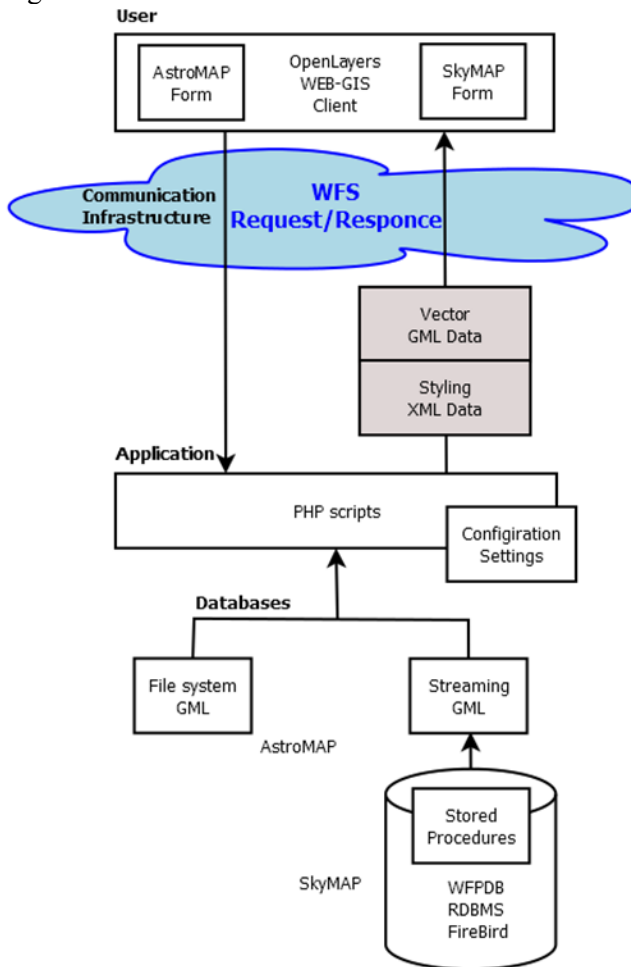 User
AstroMAP
Form
OpenLayers
WEB-GIS
Client
SkyMAP
Form
Communication
Infrastructure
WFS
Request/Responce
Vector
GML Data
Styling
XML Data
Application
PHP scripts
Configiration
Settings
Databases
File system
GML
Streaming
GML
AstroMAP
Stored
Procedures
SkyMAP
WFPDB
RDBMS
FireBird